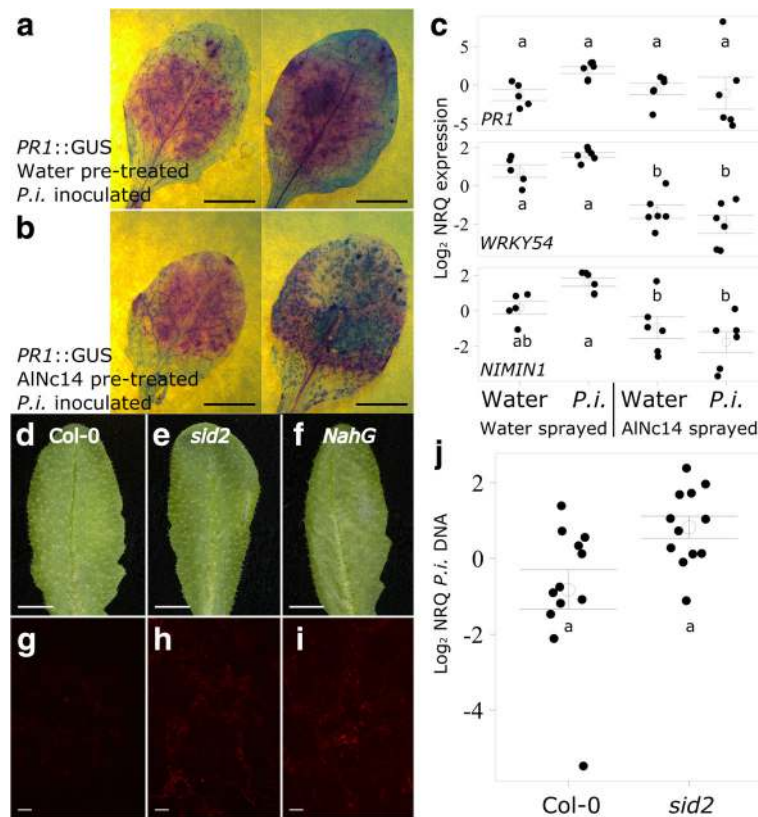 a
PR1::GUS
Water pre-treated
P.i. inoculated
b
PR1::GUS
AlNc14 pre-treated
P.i. inoculated
c
Log₂ NRQ expression
a a a a
5
0
-5
PR1
2
0
-2
b b
a a
WRKY54
2
0
-2
b b
ab a
NIMIN1
Water P.i. Water P.i.
Water sprayed AlNc14 sprayed
d Col-0
e sid2
f NahG
g
h
i
j
Log₂ NRQ P.i. DNA
2
0
-2
-4
a a
Col-0 sid2